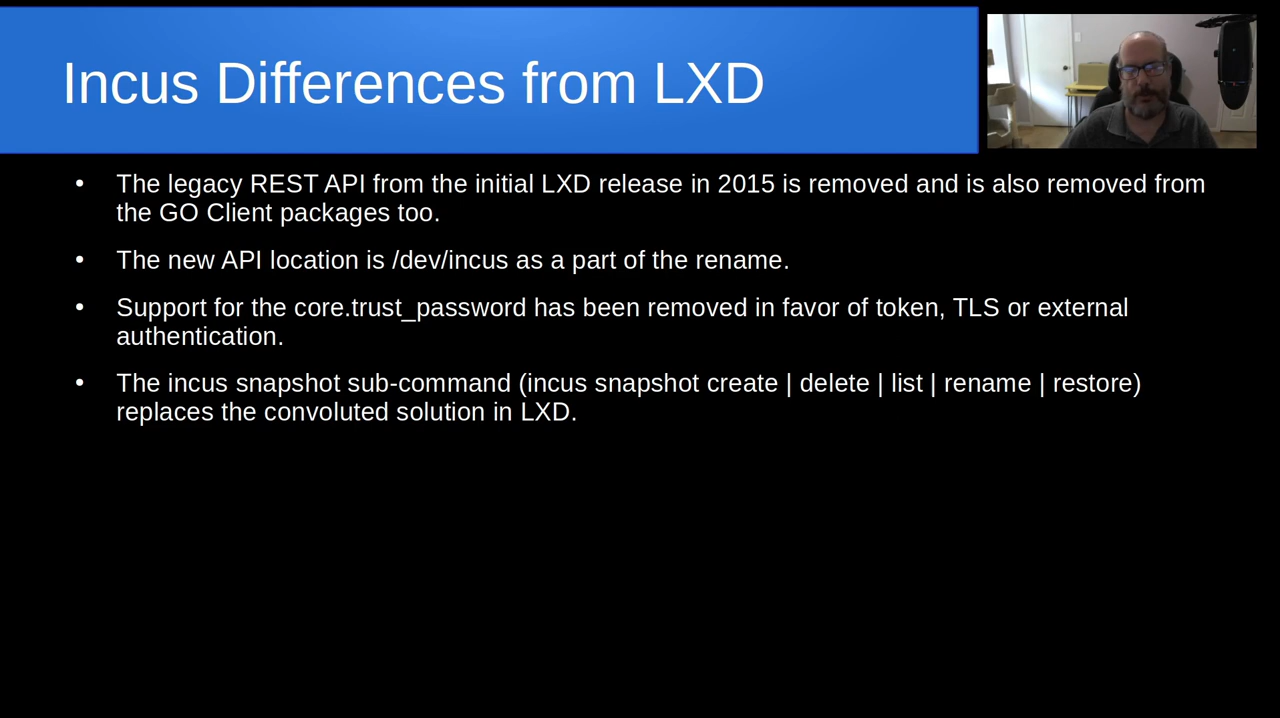 Incus Differences from LXD
The legacy REST API from the initial LXD release in 2015 is removed and is also removed from
the GO Client packages too.
The new API location is /dev/incus as a part of the rename.
Support for the core.trust_password has been removed in favor of token, TLS or external
authentication.
The incus snapshot sub-command (incus snapshot create | delete | list | rename | restore)
replaces the convoluted solution in LXD.